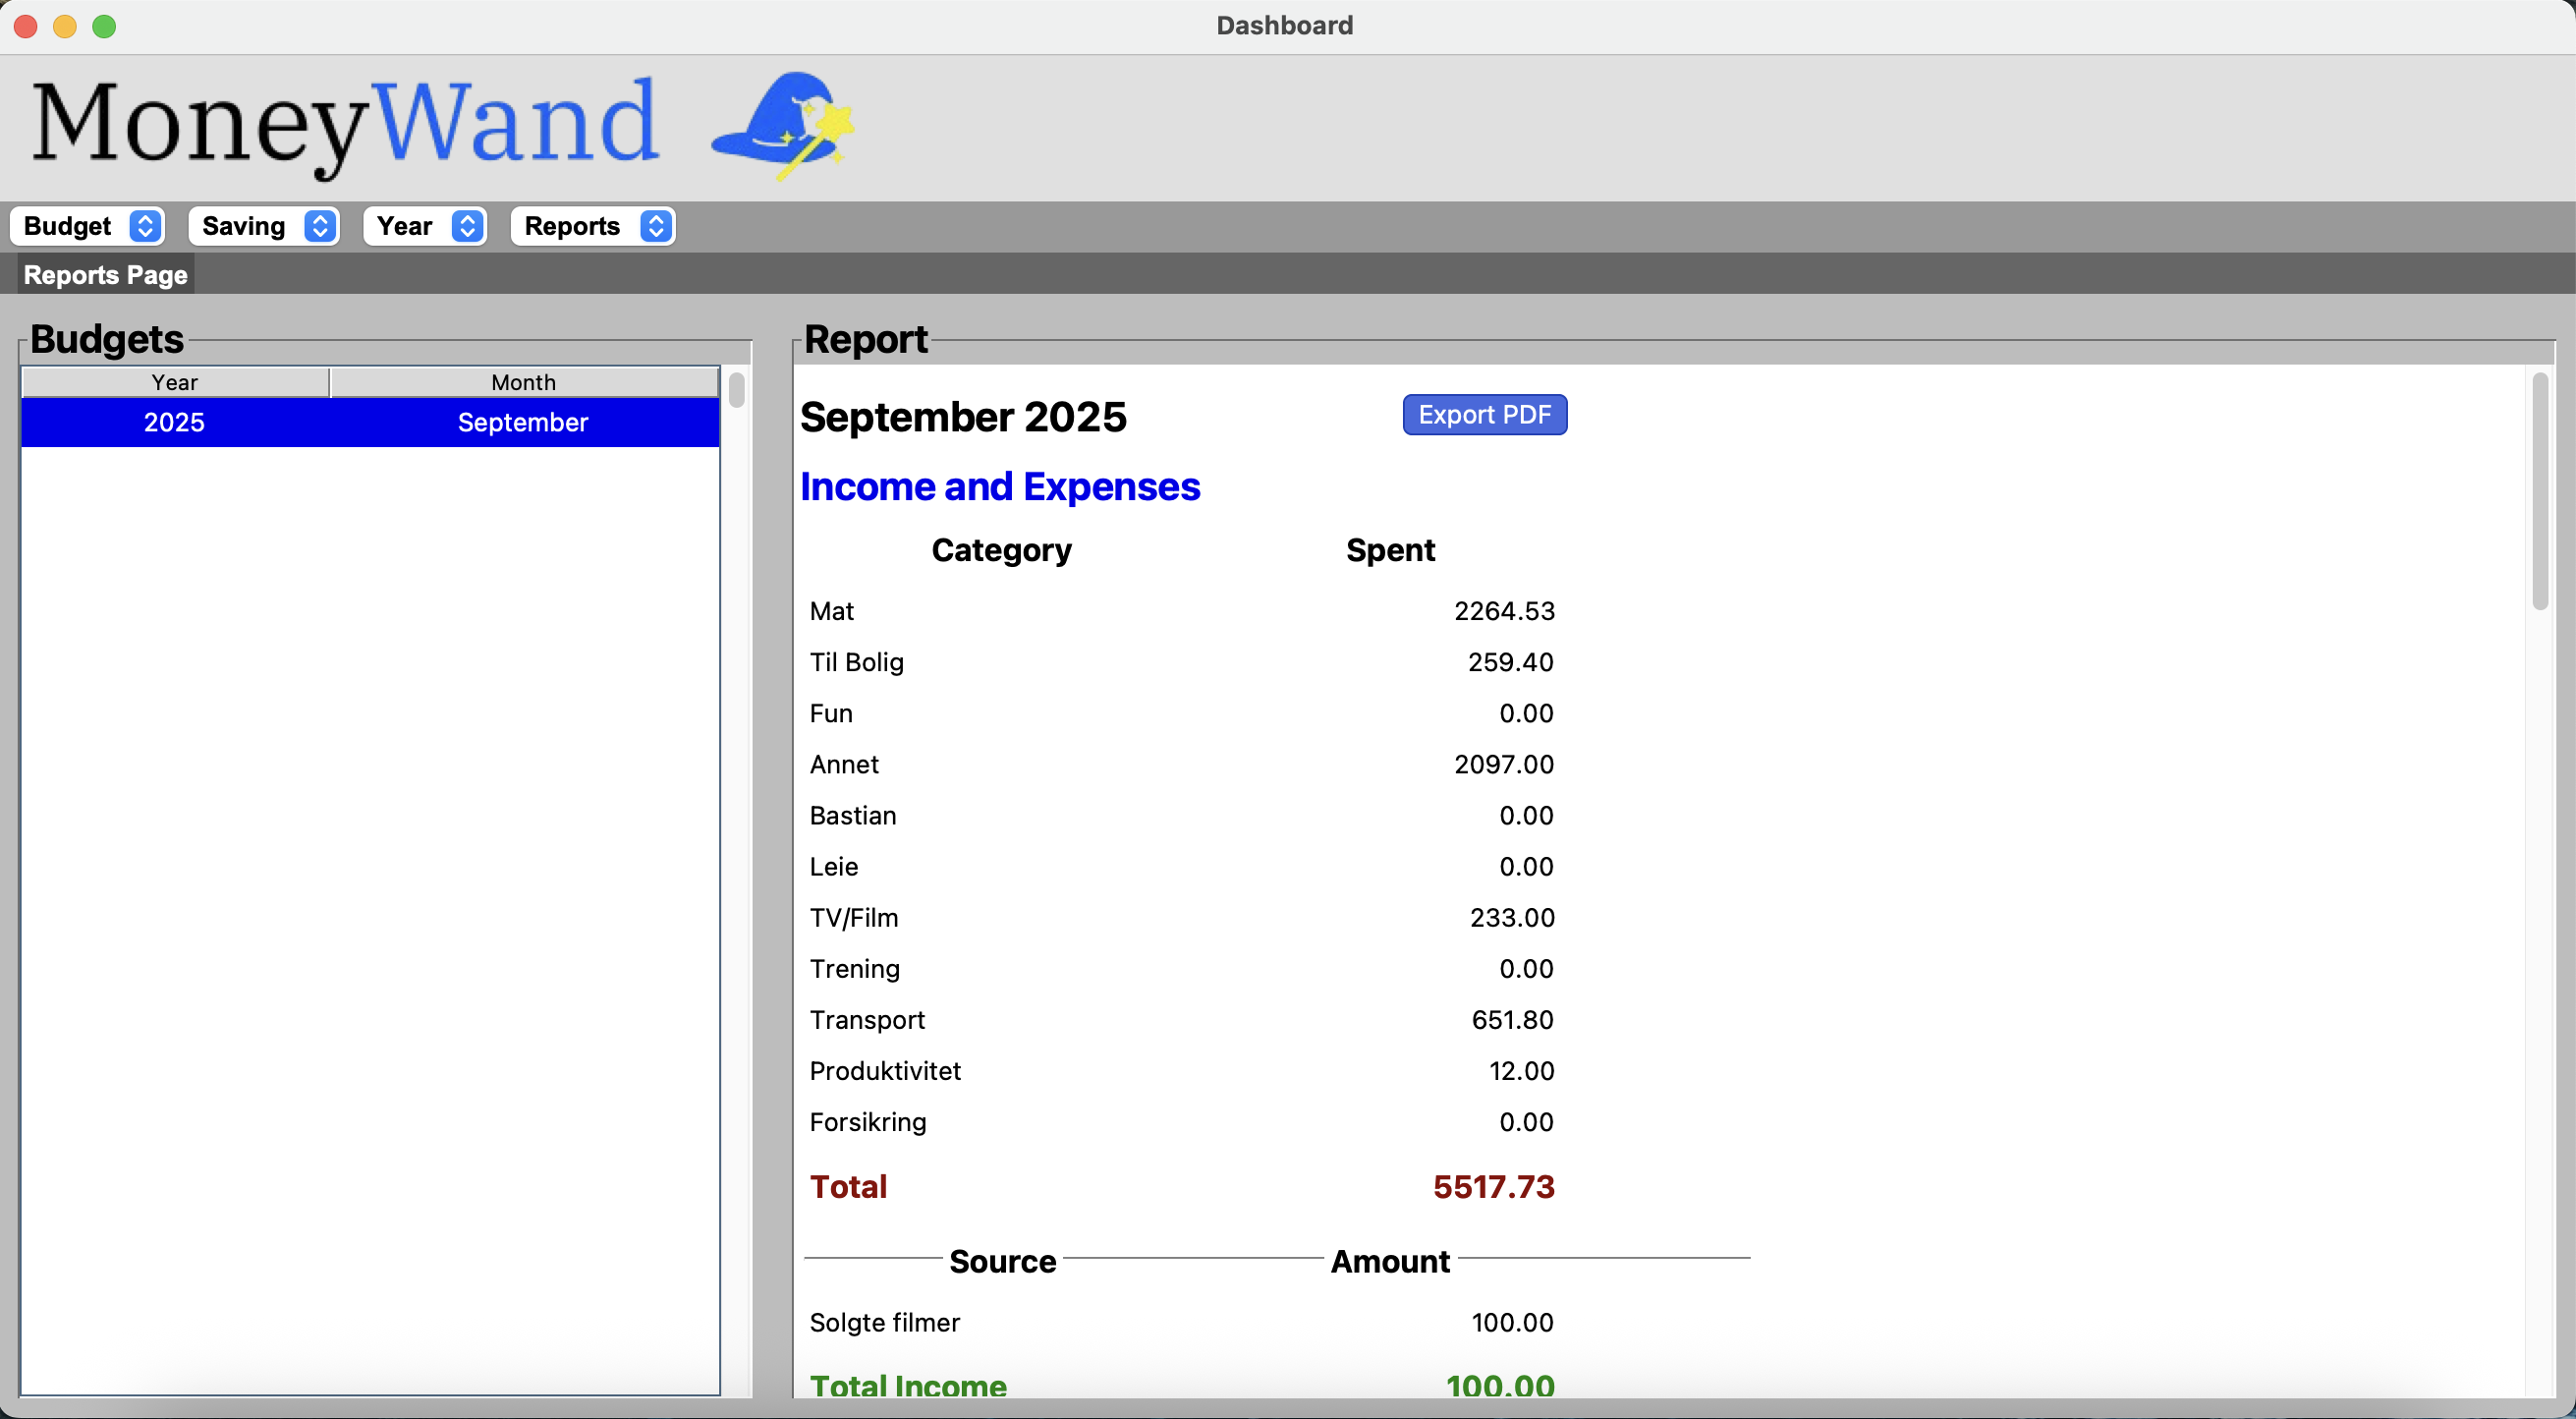 Dashboard
MoneyWand
Budget Saving Year Reports
Reports Page
Budgets
Year Month
2025 September
Report
September 2025 Export PDF
Income and Expenses
Category Spent
Mat 2264.53
Til Bolig 259.40
Fun 0.00
Annet 2097.00
Bastian 0.00
Leie 0.00
TV/Film 233.00
Trening 0.00
Transport 651.80
Produktivitet 12.00
Forsikring 0.00
Total 5517.73
Source Amount
Solgte filmer 100.00
Total Income 100.00